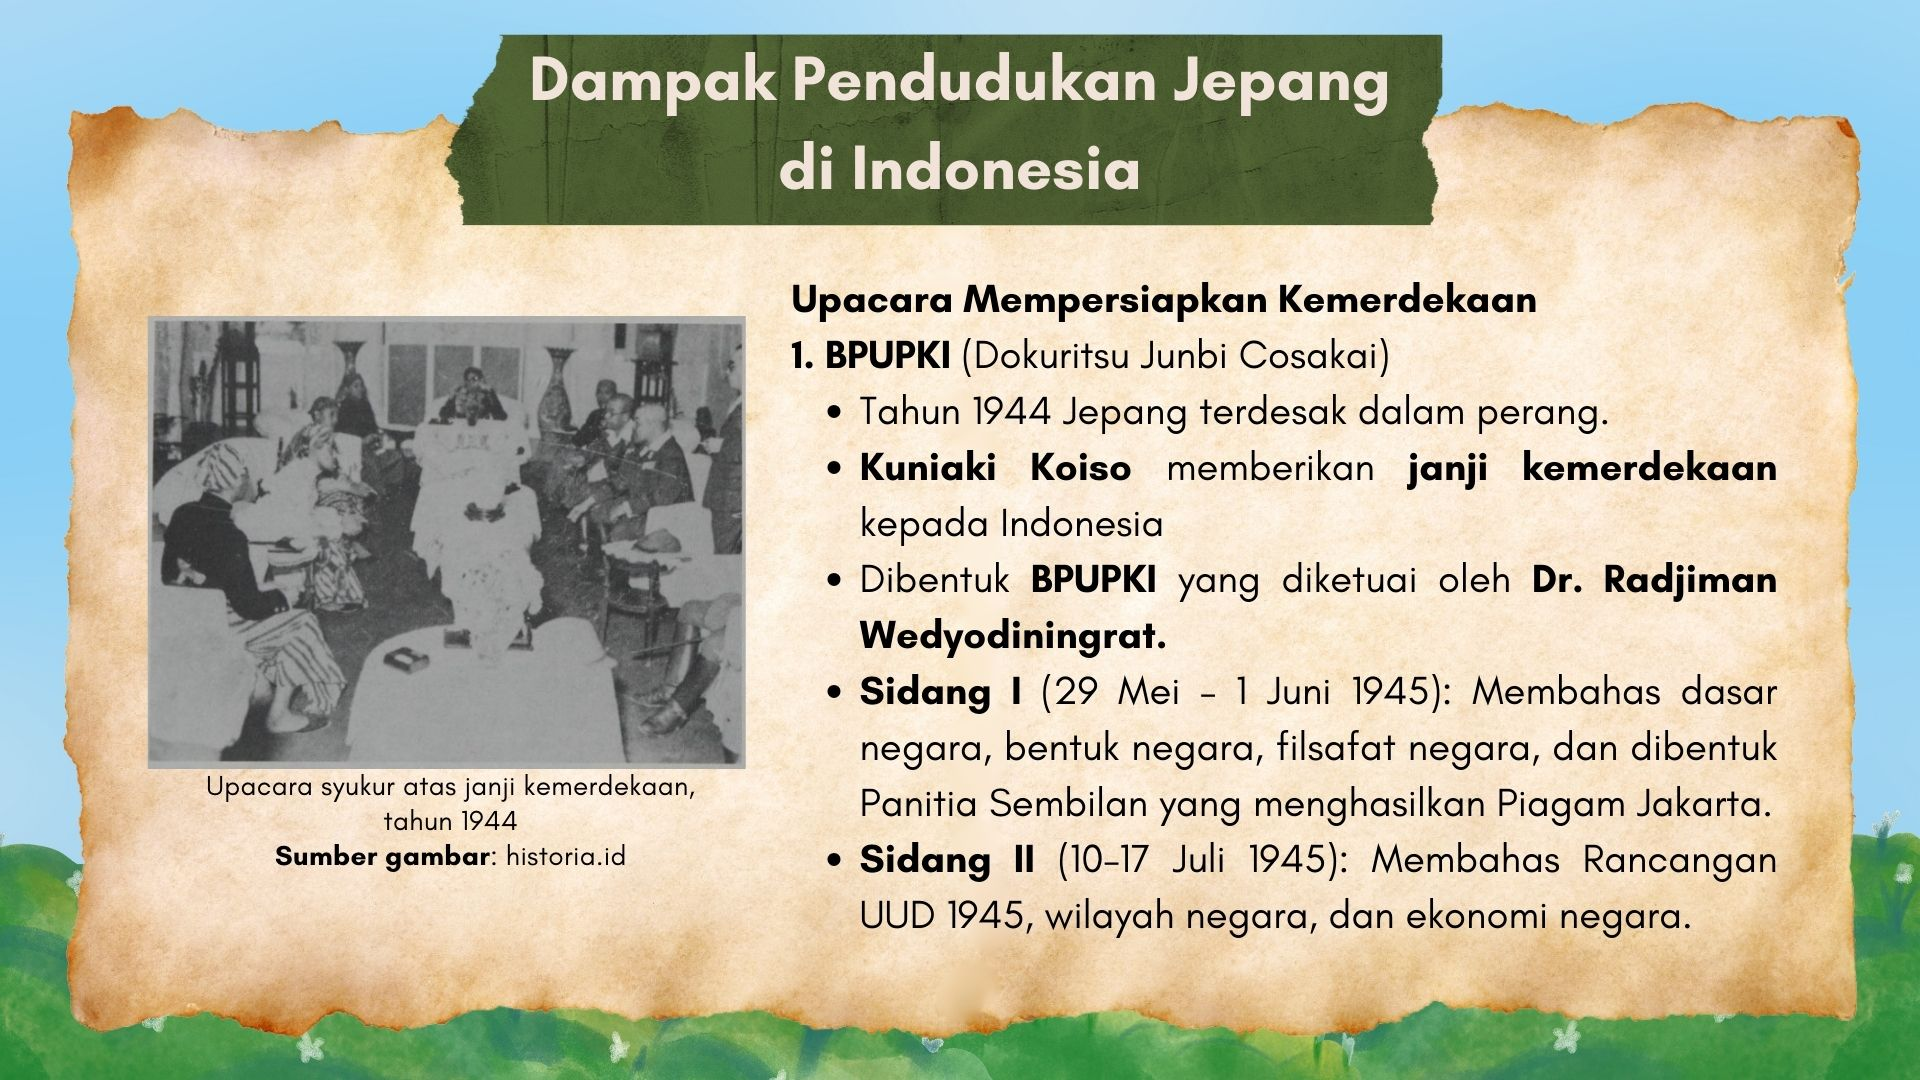 Dampak Pendudukan Jepang
di Indonesia
Upacara Mempersiapkan Kemerdekaan
1. BPUPKI (Dokuritsu Junbi Cosakai)
• Tahun 1944 Jepang terdesak dalam perang.
• Kuniaki Koiso memberikan janji kemerdekaan
kepada Indonesia
• Dibentuk BPUPKI yang diketuai oleh Dr. Radjiman
Wedyodiningrat.
• Sidang I (29 Mei – 1 Juni 1945): Membahas dasar
negara, bentuk negara, filsafat negara, dan dibentuk
Panitia Sembilan yang menghasilkan Piagam Jakarta.
• Sidang II (10–17 Juli 1945): Membahas Rancangan
UUD 1945, wilayah negara, dan ekonomi negara.
Upacara syukur atas janji kemerdekaan,
tahun 1944
Sumber gambar: historia.id